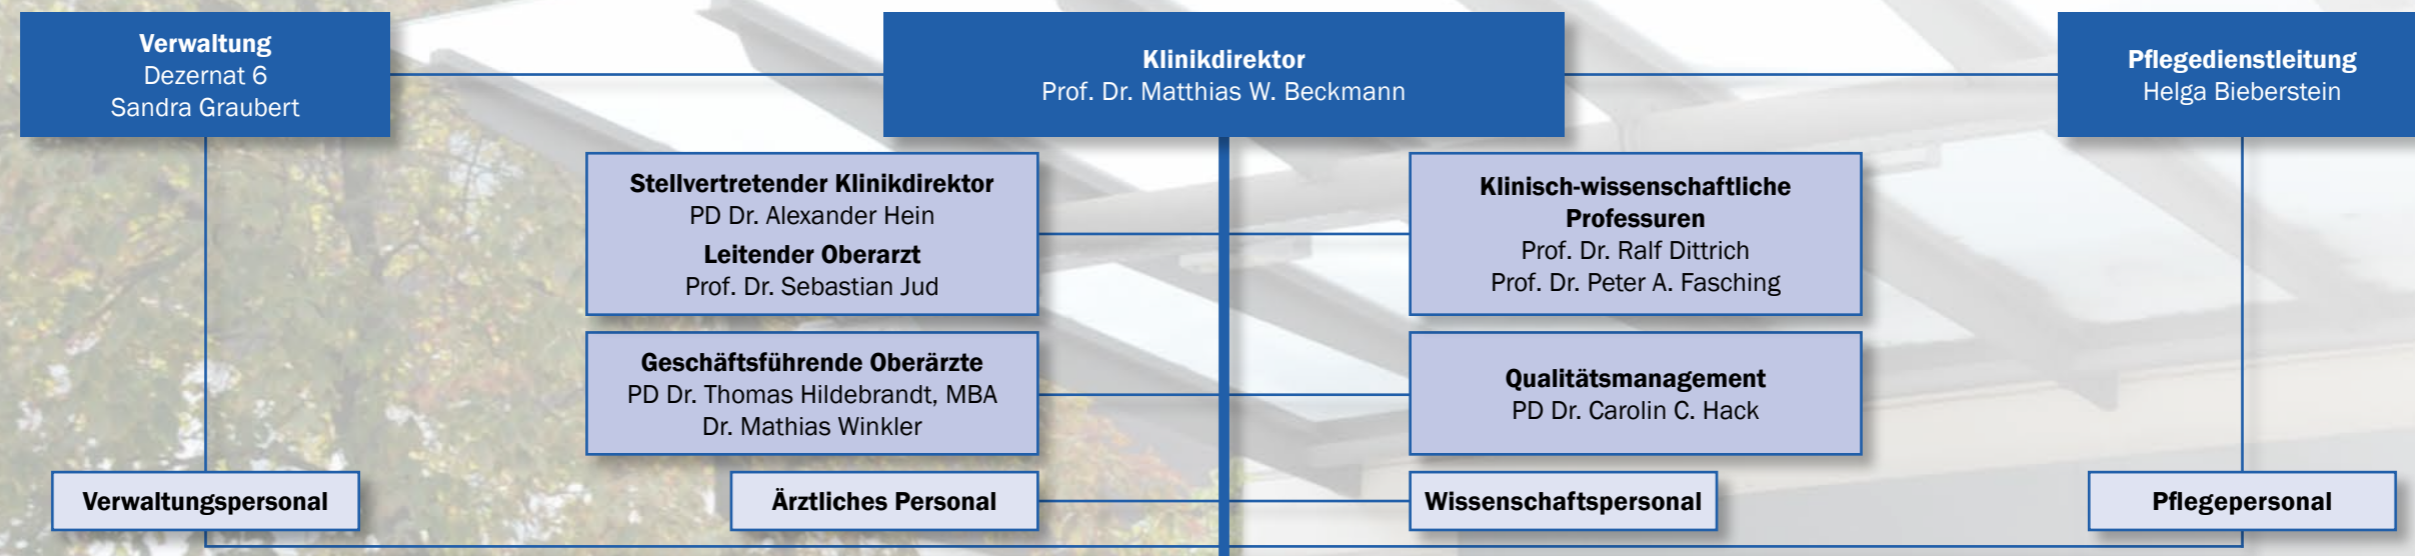 Verwaltung
Dezernat 6
Sandra Graubert
Klinikdirektor
Prof. Dr. Matthias W. Beckmann
Pflegedienstleitung
Helga Bieberstein
Stellvertretender Klinikdirektor
PD Dr. Alexander Hein
Leitender Oberarzt
Prof. Dr. Sebastian Jud
Klinisch-wissenschaftliche
Professuren
Prof. Dr. Ralf Dittrich
Prof. Dr. Peter A. Fasching
Geschäftsführende Oberärzte
PD Dr. Thomas Hildebrandt, MBA
Dr. Mathias Winkler
Qualitätsmanagement
PD Dr. Carolin C. Hack
Verwaltungspersonal
Ärztliches Personal
Wissenschaftspersonal
Pflegepersonal